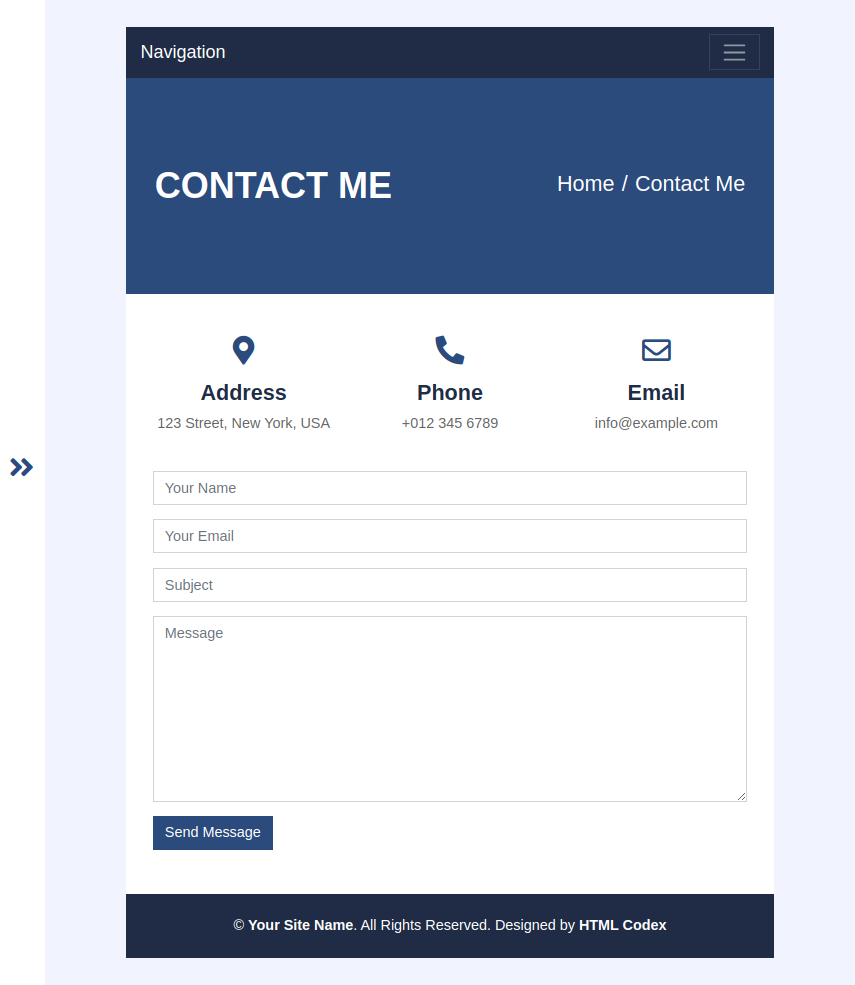 Navigation
CONTACT ME
Home / Contact Me
Address
Phone
Email
123 Street, New York, USA
+012 345 6789
info@example.com
Your Name
Your Email
Subject
Message
Send Message
© Your Site Name. All Rights Reserved. Designed by HTML Codex